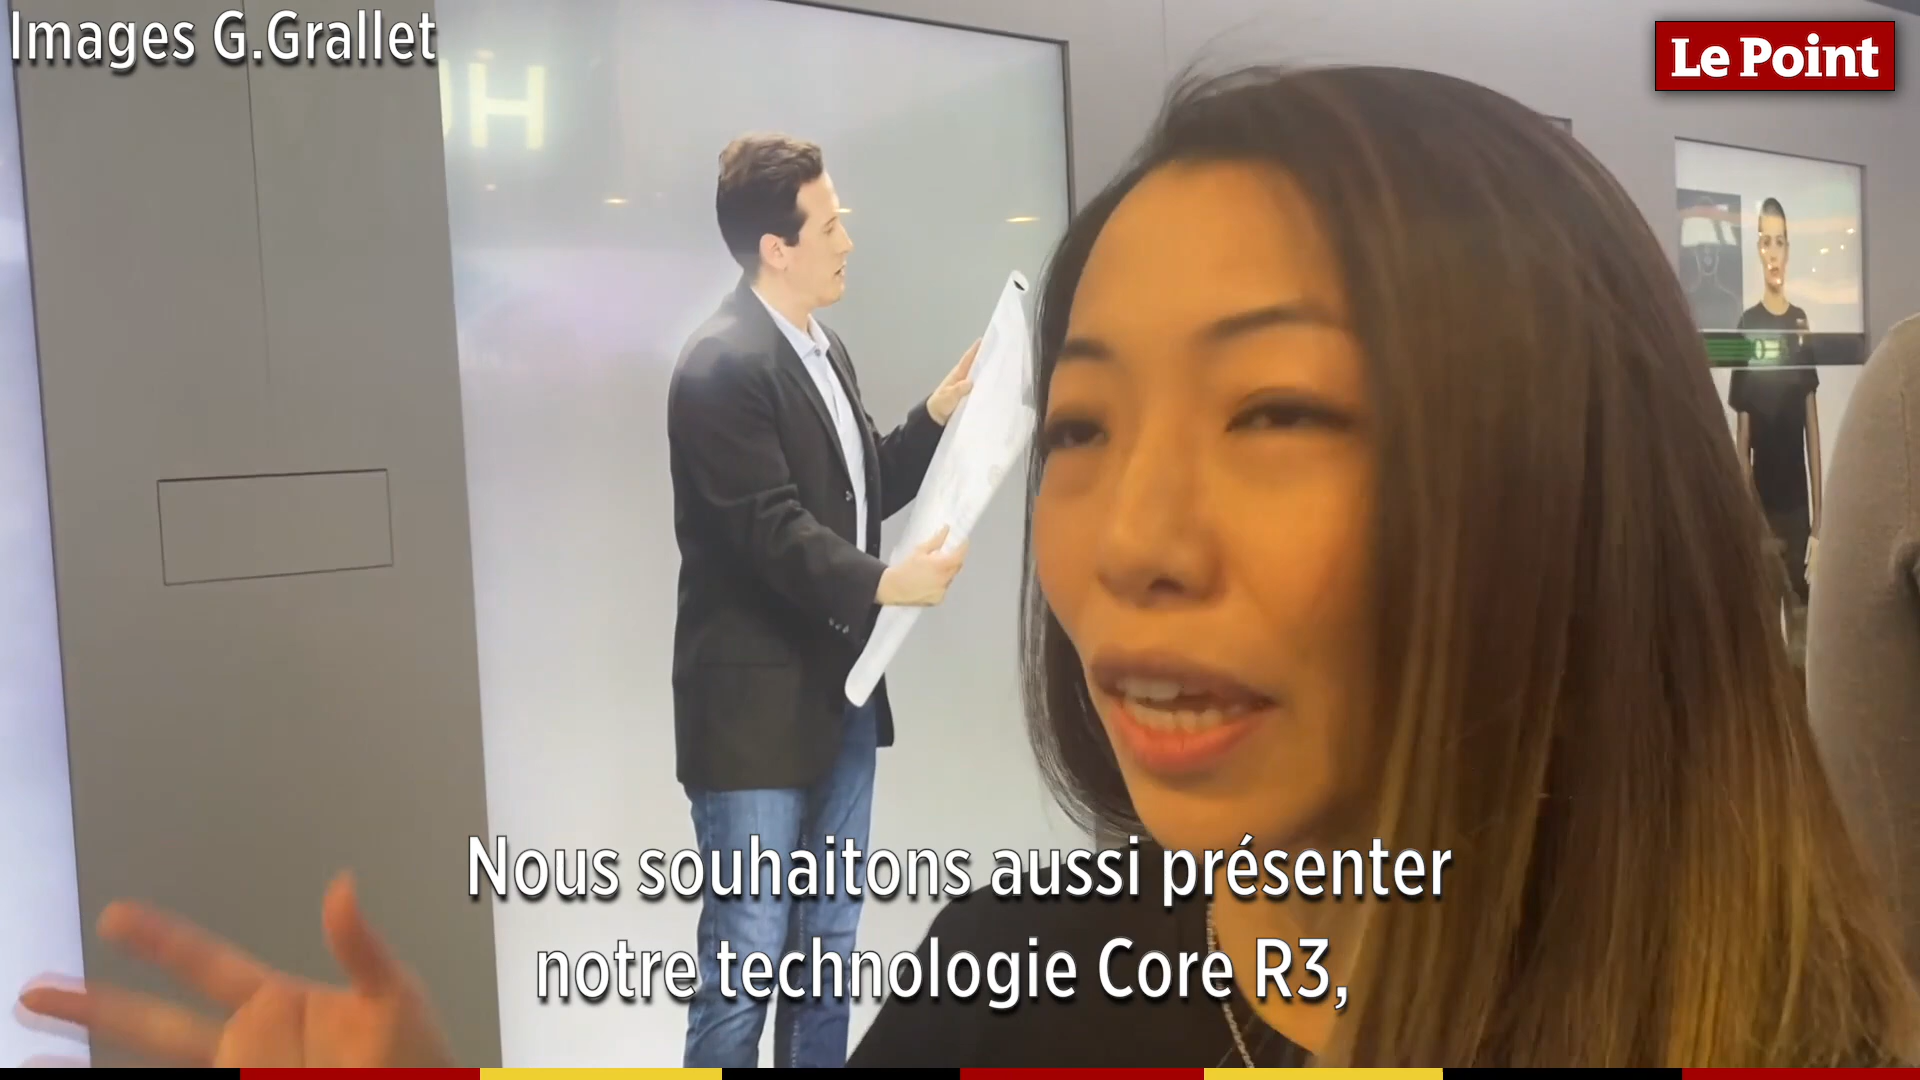 Images G.Grallet
Le Point
Nous souhaitons aussi présenter
notre technologie Core R3,